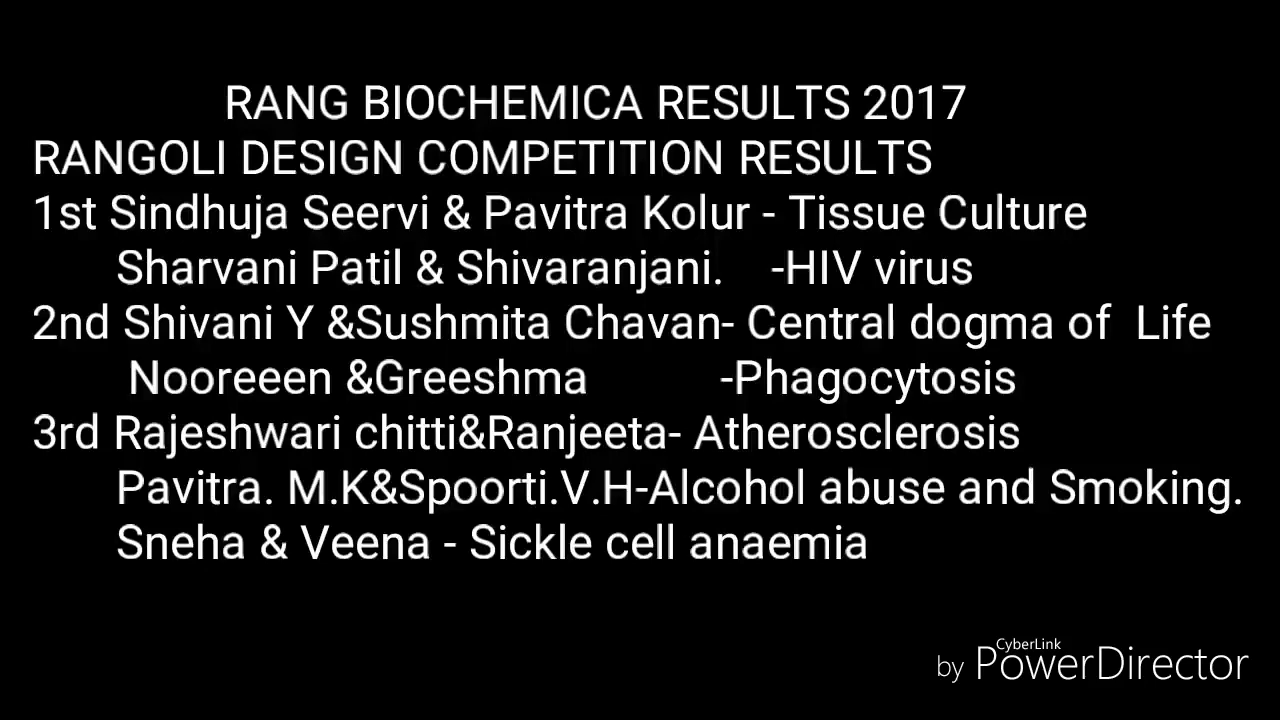 RANG BIOCHEMICA RESULTS 2017
RANGOLI DESIGN COMPETITION RESULTS
1st Sindhuja Seervi & Pavitra Kolur - Tissue Culture
Sharvani Patil & Shivaranjani. -HIV virus
2nd Shivani Y &Sushmita Chavan- Central dogma of Life
Nooreeen &Greeshma -Phagocytosis
3rd Rajeshwari chitti&Ranjeeta- Atherosclerosis
Pavitra. M.K&Spoorti.V.H-Alcohol abuse and Smoking.
Sneha & Veena - Sickle cell anaemia
CyberLink
by PowerDirector